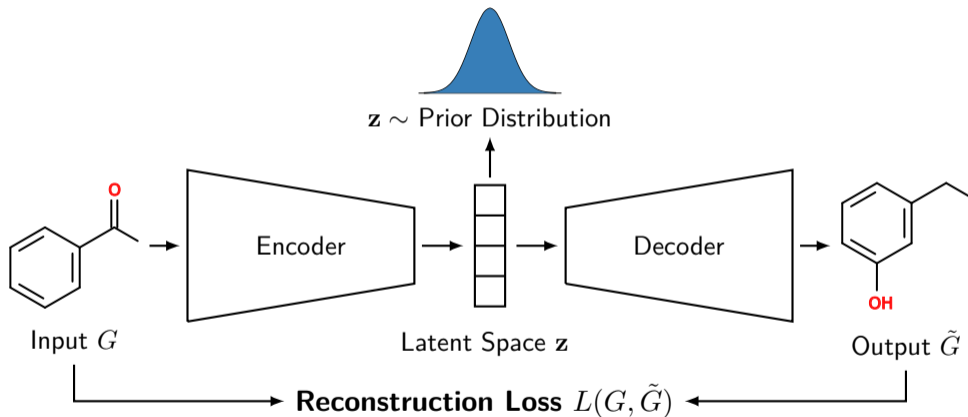 z ∼ Prior Distribution
O
Encoder
Decoder
OH
Input G
Latent Space z
Output G̃
Reconstruction Loss L(G, G̃)